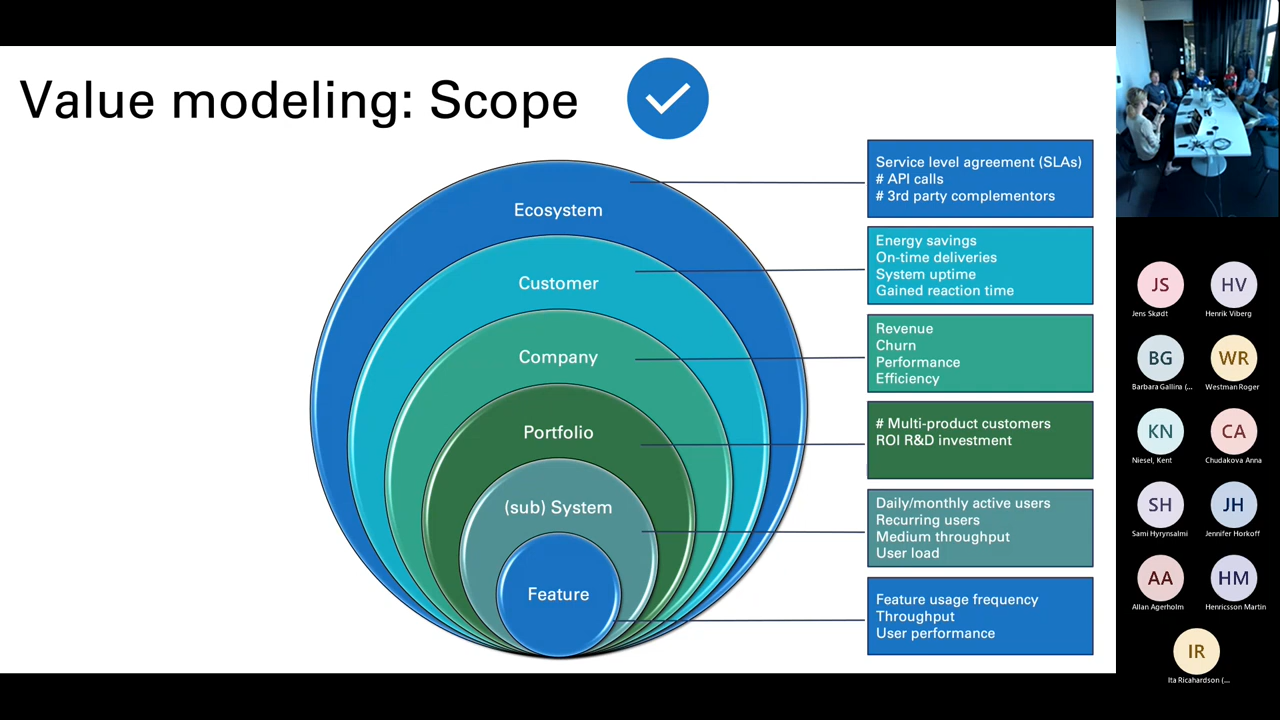 Value modeling: Scope
Ecosystem
Customer
Company
Portfolio
(sub) System
Feature
Service level agreement (SLAs)
# API calls
# 3rd party complementors
Energy savings
On-time deliveries
System uptime
Gained reaction time
Revenue
Churn
Performance
Efficiency
# Multi-product customers
ROI R&D investment
Daily/monthly active users
Recurring users
Medium throughput
User load
Feature usage frequency
Throughput
User performance
JS
Jens Skødt
HV
Henrik Viberg
BG
Barbara Gallina (...
WR
Westman Roger
KN
Niesel, Kent
CA
Chudakova Anna
SH
Sami Hyrynsalmi
JH
Jennifer Horkoff
AA
Allan Agerholm
HM
Henricsson Martin
IR
Ita Ricahardson (...